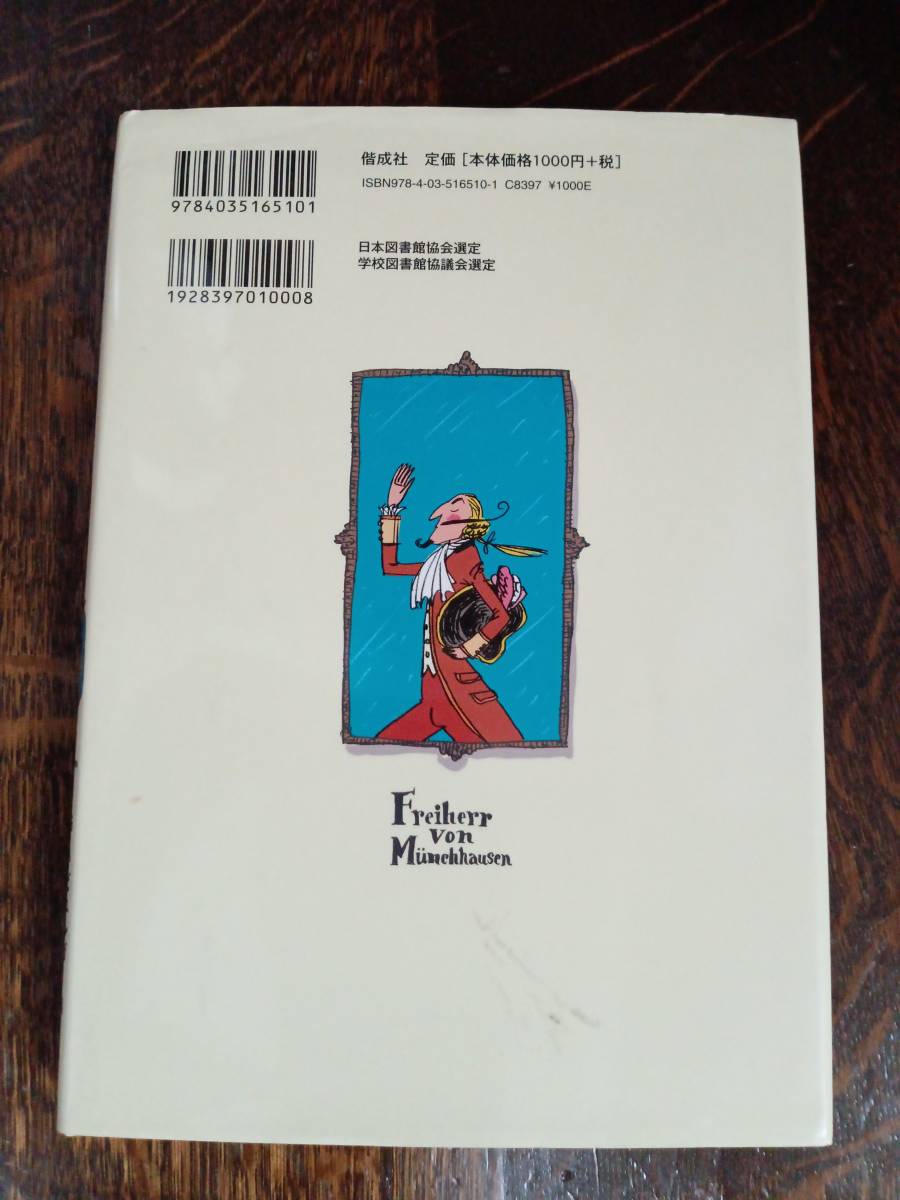 偕成社 定価[本体価格1000円+税]
ISBN978-4-03-516510-1 C8397 ¥1000E
9784035165101
日本図書館協会選定
学校図書館協議会選定
1928397010008
Freiherr
von
Münchhausen